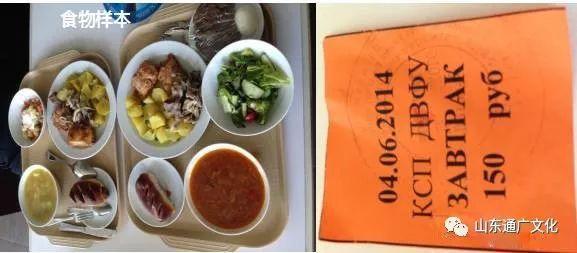 食物样本
04.06.2014
КСП ДВФУ
ЗАВТРАК
150 руб
山东通广文化